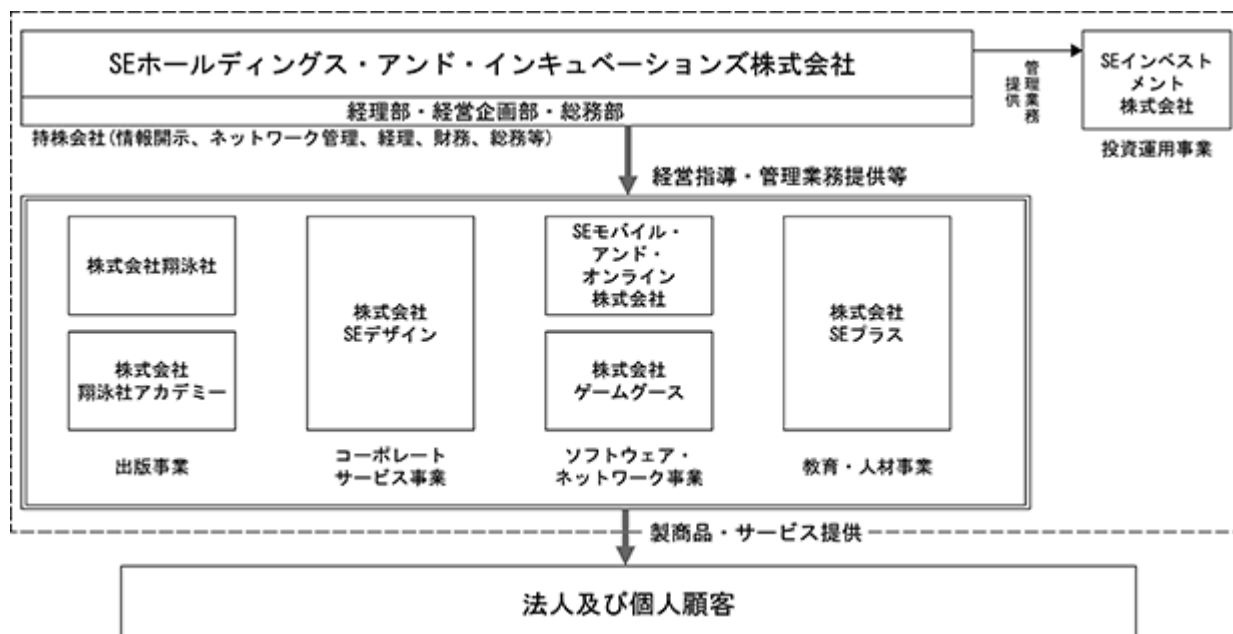 SEホールディングス・アンド・インキュベーションズ株式会社
経理部・経営企画部・総務部
持株会社(情報開示、ネットワーク管理、経理、財務、総務等)
管理業務
提供
SEインベスト
メント
株式会社
投資運用事業
経営指導・管理業務提供等
株式会社翔泳社
株式会社
翔泳社アカデミー
出版事業
株式会社
SEデザイン
コーポレート
サービス事業
SEモバイル・
アンド・
オンライン
株式会社
株式会社
ゲームグース
ソフトウェア・
ネットワーク事業
株式会社
SEプラス
教育・人材事業
製商品・サービス提供
法人及び個人顧客